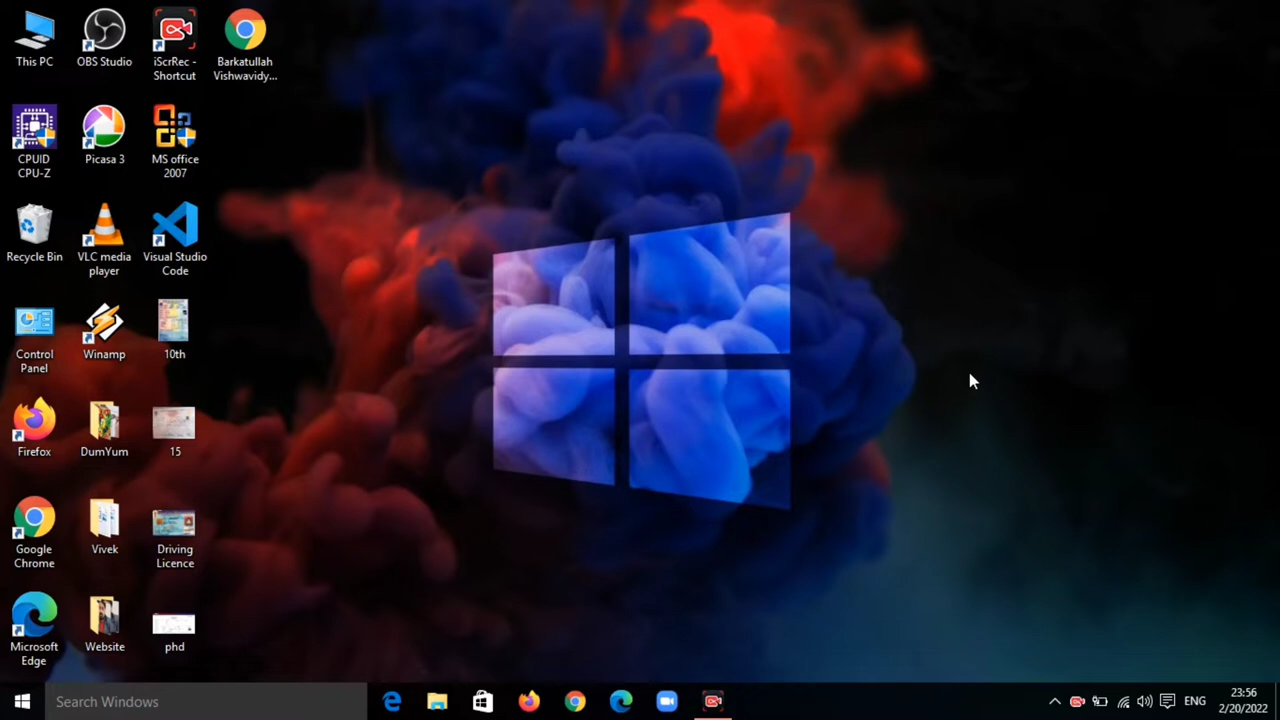 This PC
OBS Studio
iScrRec -
Shortcut
Barkatullah
Vishwavidy...
CPUID
CPU-Z
Picasa 3
MS office
2007
Recycle Bin
VLC media
player
Visual Studio
Code
Control
Panel
Winamp
10th
Firefox
DumYum
15
Google
Chrome
Vivek
Driving
Licence
Microsoft
Edge
Website
phd
Search Windows
ENG
23:56
2/20/2022